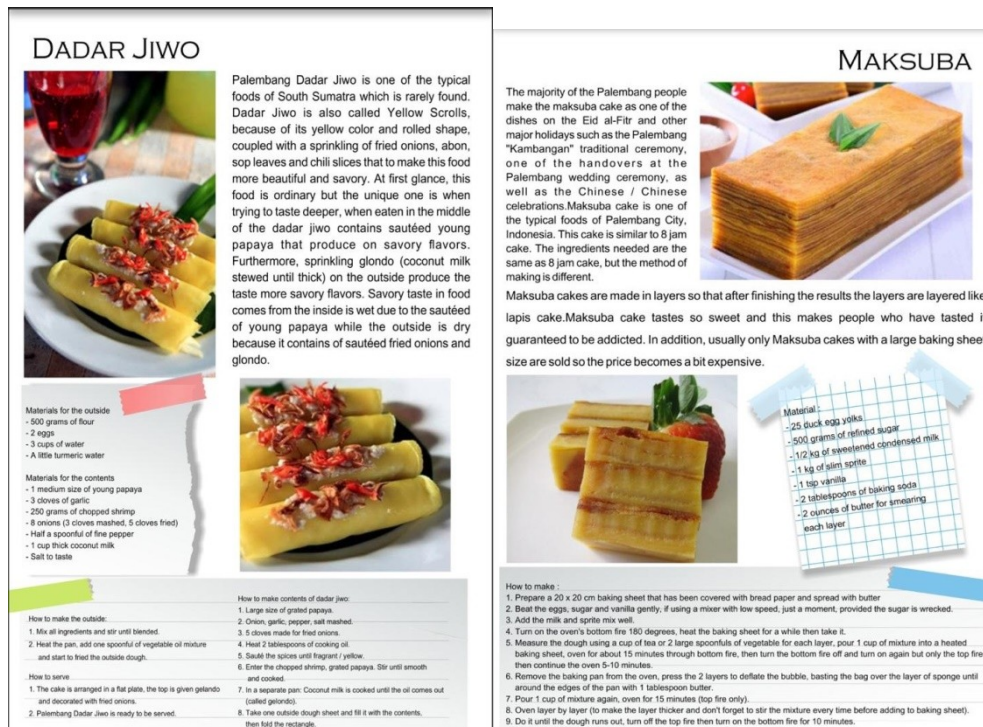 DADAR JIWO
Palembang Dadar Jiwo is one of the typical
foods of South Sumatra which is rarely found.
Dadar Jiwo is also called Yellow Scrolls,
because of its yellow color and rolled shape,
coupled with a sprinkling of fried onions, abon,
sop leaves and chili slices that to make this food
more beautiful and savory. At first glance, this
food is ordinary but the unique one is when
trying to taste deeper, when eaten in the middle
of the dadar jiwo contains sautéed young
papaya that produce on savory flavors.
Furthermore, sprinkling glondo (coconut milk
stewed until thick) on the outside produce the
taste more savory flavors. Savory taste in food
comes from the inside is wet due to the sautéed
of young papaya while the outside is dry
because it contains of sautéed fried onions and
glondo.
Materials for the outside
- 500 grams of flour
- 2 eggs
- 3 cups of water
- A little turmeric water
Materials for the contents
- 1 medium size of young papaya
- 3 cloves of garlic
- 250 grams of chopped shrimp
- 8 onions (3 cloves mashed, 5 cloves fried)
- Half a spoonful of fine pepper
- 1 cup thick coconut milk
- Salt to taste
How to make the outside:
1. Mix all ingredients and stir until blended.
2. Heat the pan, add one spoonful of vegetable oil mixture
and start to fried the outside dough.
How to serve
1. The cake is arranged in a flat plate, the top is given gelando
and decorated with fried onions.
2. Palembang Dadar Jiwo is ready to be served.
How to make contents of dadar jiwo:
1. Large size of grated papaya.
2. Onion, garlic, pepper, salt mashed.
3. 5 cloves made for fried onions.
4. Heat 2 tablespoons of cooking oil.
5. Sauté the spices until fragrant / yellow.
6. Enter the chopped shrimp, grated papaya. Stir until smooth
and cooked.
7. In a separate pan: Coconut milk is cooked until the oil comes out
(called getondo).
8. Take one outside dough sheet and fill it with the contents,
then fold the rectangle.
MAKSUBA
The majority of the Palembang people
make the maksuba cake as one of the
dishes on the Eid al-Fitr and other
major holidays such as the Palembang
"Kambangan" traditional ceremony,
one of the handovers at the
Palembang wedding ceremony, as
well as the Chinese / Chinese
celebrations.Maksuba cake is one of
the typical foods of Palembang City,
Indonesia. This cake is similar to 8 jam
cake. The ingredients needed are the
same as 8 jam cake, but the method of
making is different.
Maksuba cakes are made in layers so that after finishing the results the layers are layered like
lapis cake.Maksuba cake tastes so sweet and this makes people who have tasted it
guaranteed to be addicted. In addition, usually only Maksuba cakes with a large baking sheet
size are sold so the price becomes a bit expensive.
Material :
- 25 duck egg yolks
- 500 grams of refined sugar
- 1/2 kg of sweetened condensed milk
- 1 kg of slim sprite
- 1 tsp vanilla
- 2 tablespoons of baking soda
- 2 ounces of butter for smearing
each layer
How to make :
1. Prepare a 20 x 20 cm baking sheet that has been covered with bread paper and spread with butter
2. Beat the eggs, sugar and vanilla gently, if using a mixer with low speed, just a moment, provided the sugar is wrecked.
3. Add the milk and sprite mix well.
4. Turn on the oven's bottom fire 180 degrees, heat the baking sheet for a while then take it.
5. Measure the dough using a cup of tea or 2 large spoonfuls of vegetable for each layer, pour 1 cup of mixture into a heated
baking sheet, oven for about 15 minutes through bottom fire, then turn the bottom fire off and turn on again but only the top fire
then continue the oven 5-10 minutes.
6. Remove the baking pan from the oven, press the 2 layers to deflate the bubble, basting the bag over the layer of sponge until
around the edges of the pan with 1 tablespoon butter.
7. Pour 1 cup of mixture again, oven for 15 minutes (top fire only).
8. Oven layer by layer (to make the layer thicker and don't forget to stir the mixture every time before adding to baking sheet).
9. Do it until the dough runs out, turn off the top fire then turn on the bottom fire for 10 minutes.